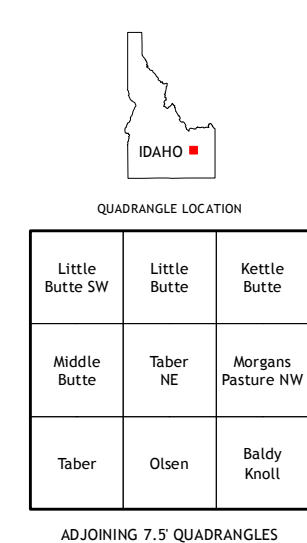 IDAHO
QUADRANGLE LOCATION
Little
Butte SW
Little
Butte
Kettle
Butte
Middle
Butte
Taber
NE
Morgans
Pasture NW
Taber
Olsen
Baldy
Knoll
ADJOINING 7.5' QUADRANGLES